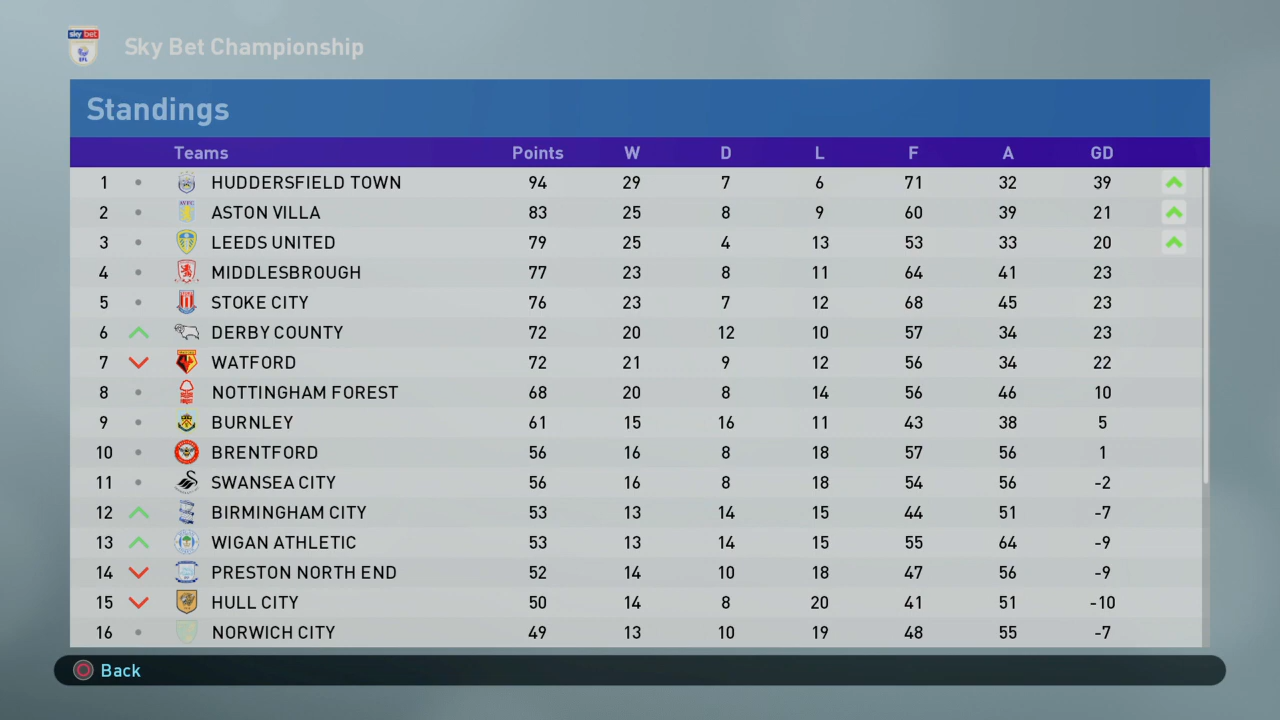 sky bet
EFL
Sky Bet Championship
Standings
Teams Points W D L F A GD
1 HUDDERSFIELD TOWN 94 29 7 6 71 32 39
2 ASTON VILLA 83 25 8 9 60 39 21
3 LEEDS UNITED 79 25 4 13 53 33 20
4 MIDDLESBROUGH 77 23 8 11 64 41 23
5 STOKE CITY 76 23 7 12 68 45 23
6 DERBY COUNTY 72 20 12 10 57 34 23
7 WATFORD 72 21 9 12 56 34 22
8 NOTTINGHAM FOREST 68 20 8 14 56 46 10
9 BURNLEY 61 15 16 11 43 38 5
10 BRENTFORD 56 16 8 18 57 56 1
11 SWANSEA CITY 56 16 8 18 54 56 -2
12 BIRMINGHAM CITY 53 13 14 15 44 51 -7
13 WIGAN ATHLETIC 53 13 14 15 55 64 -9
14 PRESTON NORTH END 52 14 10 18 47 56 -9
15 HULL CITY 50 14 8 20 41 51 -10
16 NORWICH CITY 49 13 10 19 48 55 -7
Back